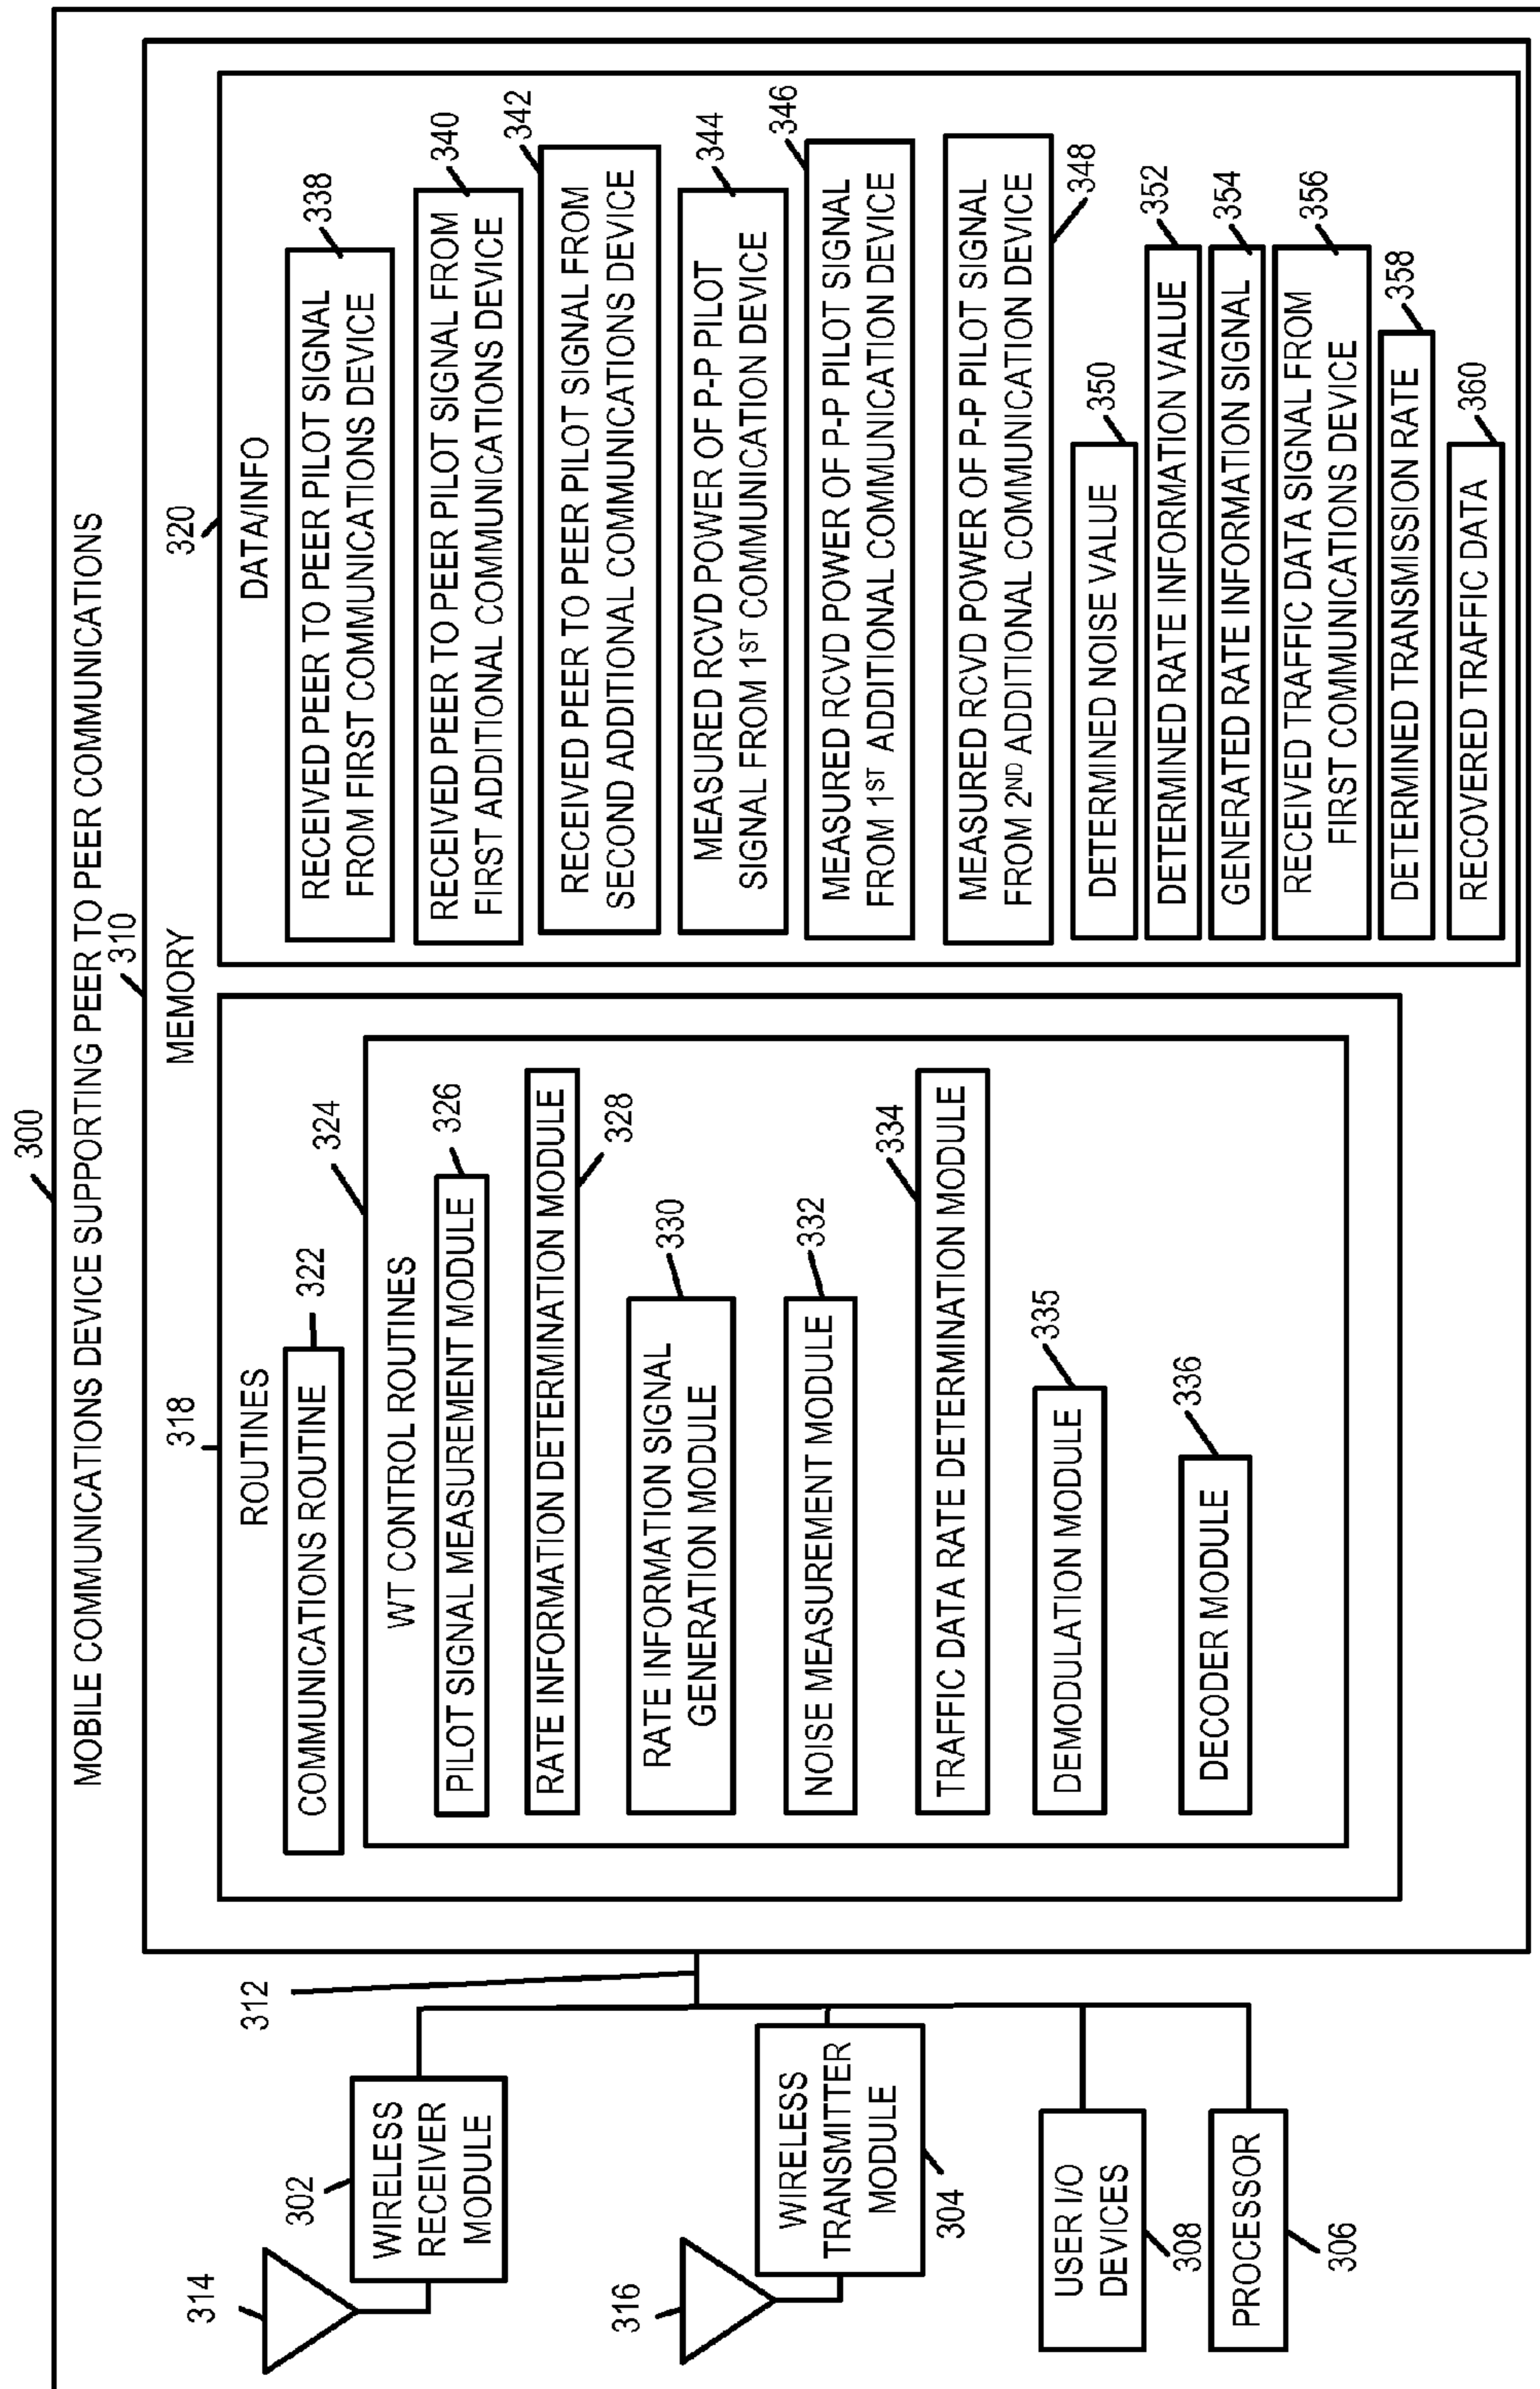 300
MOBILE COMMUNICATIONS DEVICE SUPPORTING PEER TO PEER COMMUNICATIONS
314
302
WIRELESS
RECEIVER
MODULE
316
WIRELESS
TRANSMITTER
MODULE
304
USER I/O
DEVICES
308
PROCESSOR
306
312
310
MEMORY
318
ROUTINES
COMMUNICATIONS ROUTINE
322
324
WT CONTROL ROUTINES
PILOT SIGNAL MEASUREMENT MODULE
326
RATE INFORMATION DETERMINATION MODULE
328
RATE INFORMATION SIGNAL
GENERATION MODULE
330
NOISE MEASUREMENT MODULE
332
TRAFFIC DATA RATE DETERMINATION MODULE
334
DEMODULATION MODULE
335
DECODER MODULE
336
320
DATA/INFO
RECEIVED PEER TO PEER PILOT SIGNAL
FROM FIRST COMMUNICATIONS DEVICE
338
RECEIVED PEER TO PEER PILOT SIGNAL FROM
FIRST ADDITIONAL COMMUNICATIONS DEVICE
340
RECEIVED PEER TO PEER PILOT SIGNAL FROM
SECOND ADDITIONAL COMMUNICATIONS DEVICE
342
MEASURED RCVD POWER OF P-P PILOT
SIGNAL FROM 1ST COMMUNICATION DEVICE
344
MEASURED RCVD POWER OF P-P PILOT SIGNAL
FROM 1ST ADDITIONAL COMMUNICATION DEVICE
346
MEASURED RCVD POWER OF P-P PILOT SIGNAL
FROM 2ND ADDITIONAL COMMUNICATION DEVICE
348
DETERMINED NOISE VALUE
350
DETERMINED RATE INFORMATION VALUE
352
GENERATED RATE INFORMATION SIGNAL
354
RECEIVED TRAFFIC DATA SIGNAL FROM
FIRST COMMUNICATIONS DEVICE
356
DETERMINED TRANSMISSION RATE
358
RECOVERED TRAFFIC DATA
360